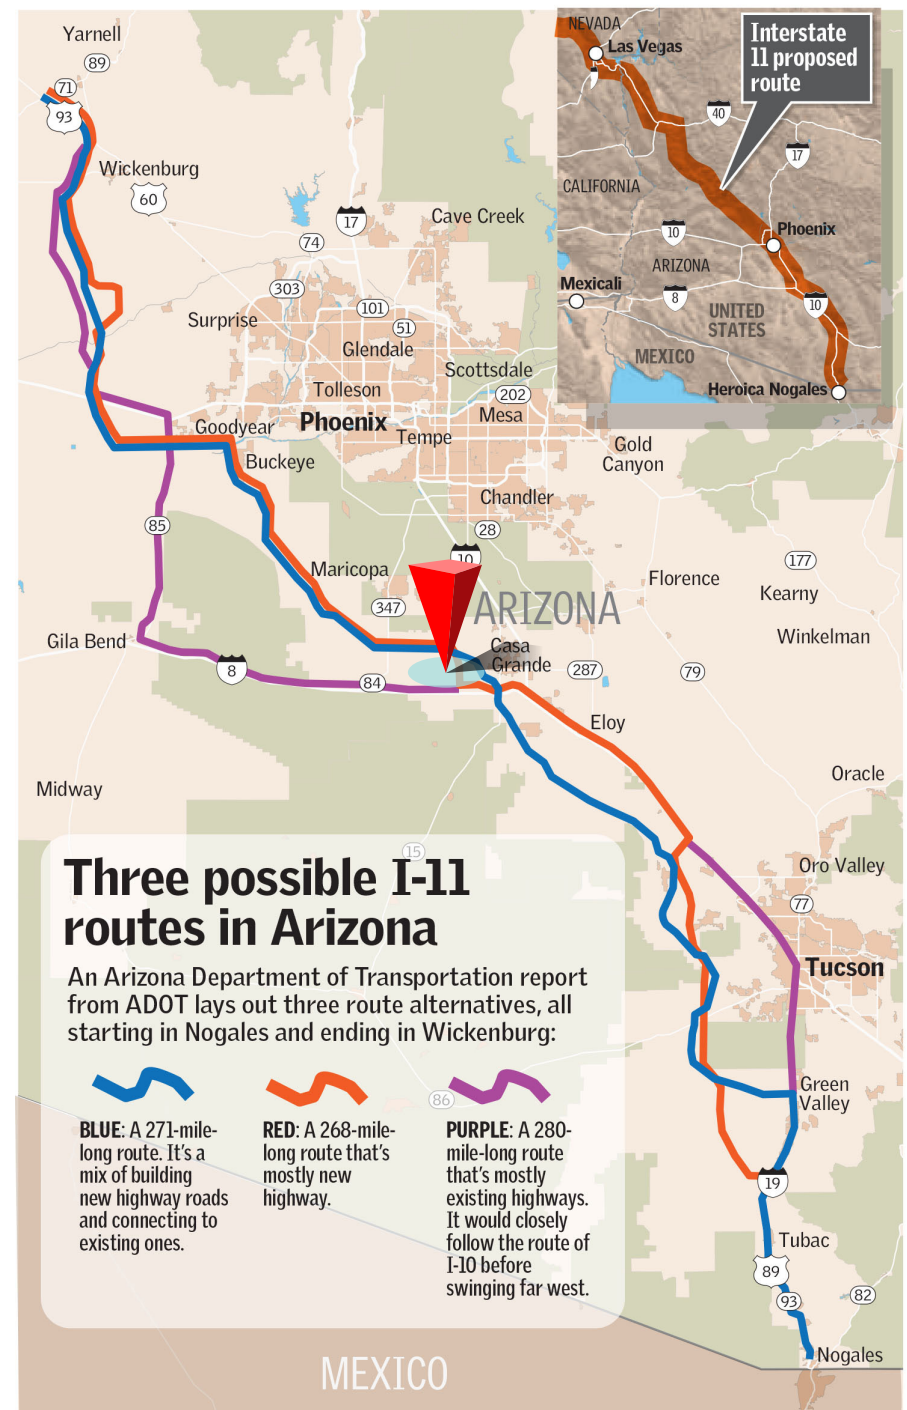 Yarnell
89
71
93
Wickenburg
60
17
Cave Creek
74
303
101
51
Surprise
Glendale
Scottsdale
Tolleson
202
Mesa
Goodyear
Phoenix
Tempe
Buckeye
Gold
Canyon
Chandler
85
28
10
Maricopa
177
Florence
Kearny
347
ARIZONA
Winkelman
Gila Bend
Casa
Grande
8
84
287
79
Eloy
Midway
Oracle
15
Oro Valley
77
Tucson
Green
Valley
86
19
Tubac
89
93
82
Nogales
MEXICO
NEVADA
Las Vegas
Interstate
11 proposed
route
40
17
CALIFORNIA
10
Phoenix
ARIZONA
Mexicali
8
10
UNITED
STATES
MEXICO
Heroica Nogales
Three possible I-11
routes in Arizona
An Arizona Department of Transportation report
from ADOT lays out three route alternatives, all
starting in Nogales and ending in Wickenburg:
BLUE: A 271-mile-
long route. It's a
mix of building
new highway roads
and connecting to
existing ones.
RED: A 268-mile-
long route that's
mostly new
highway.
PURPLE: A 280-
mile-long route
that's mostly
existing highways.
It would closely
follow the route of
I-10 before
swinging far west.